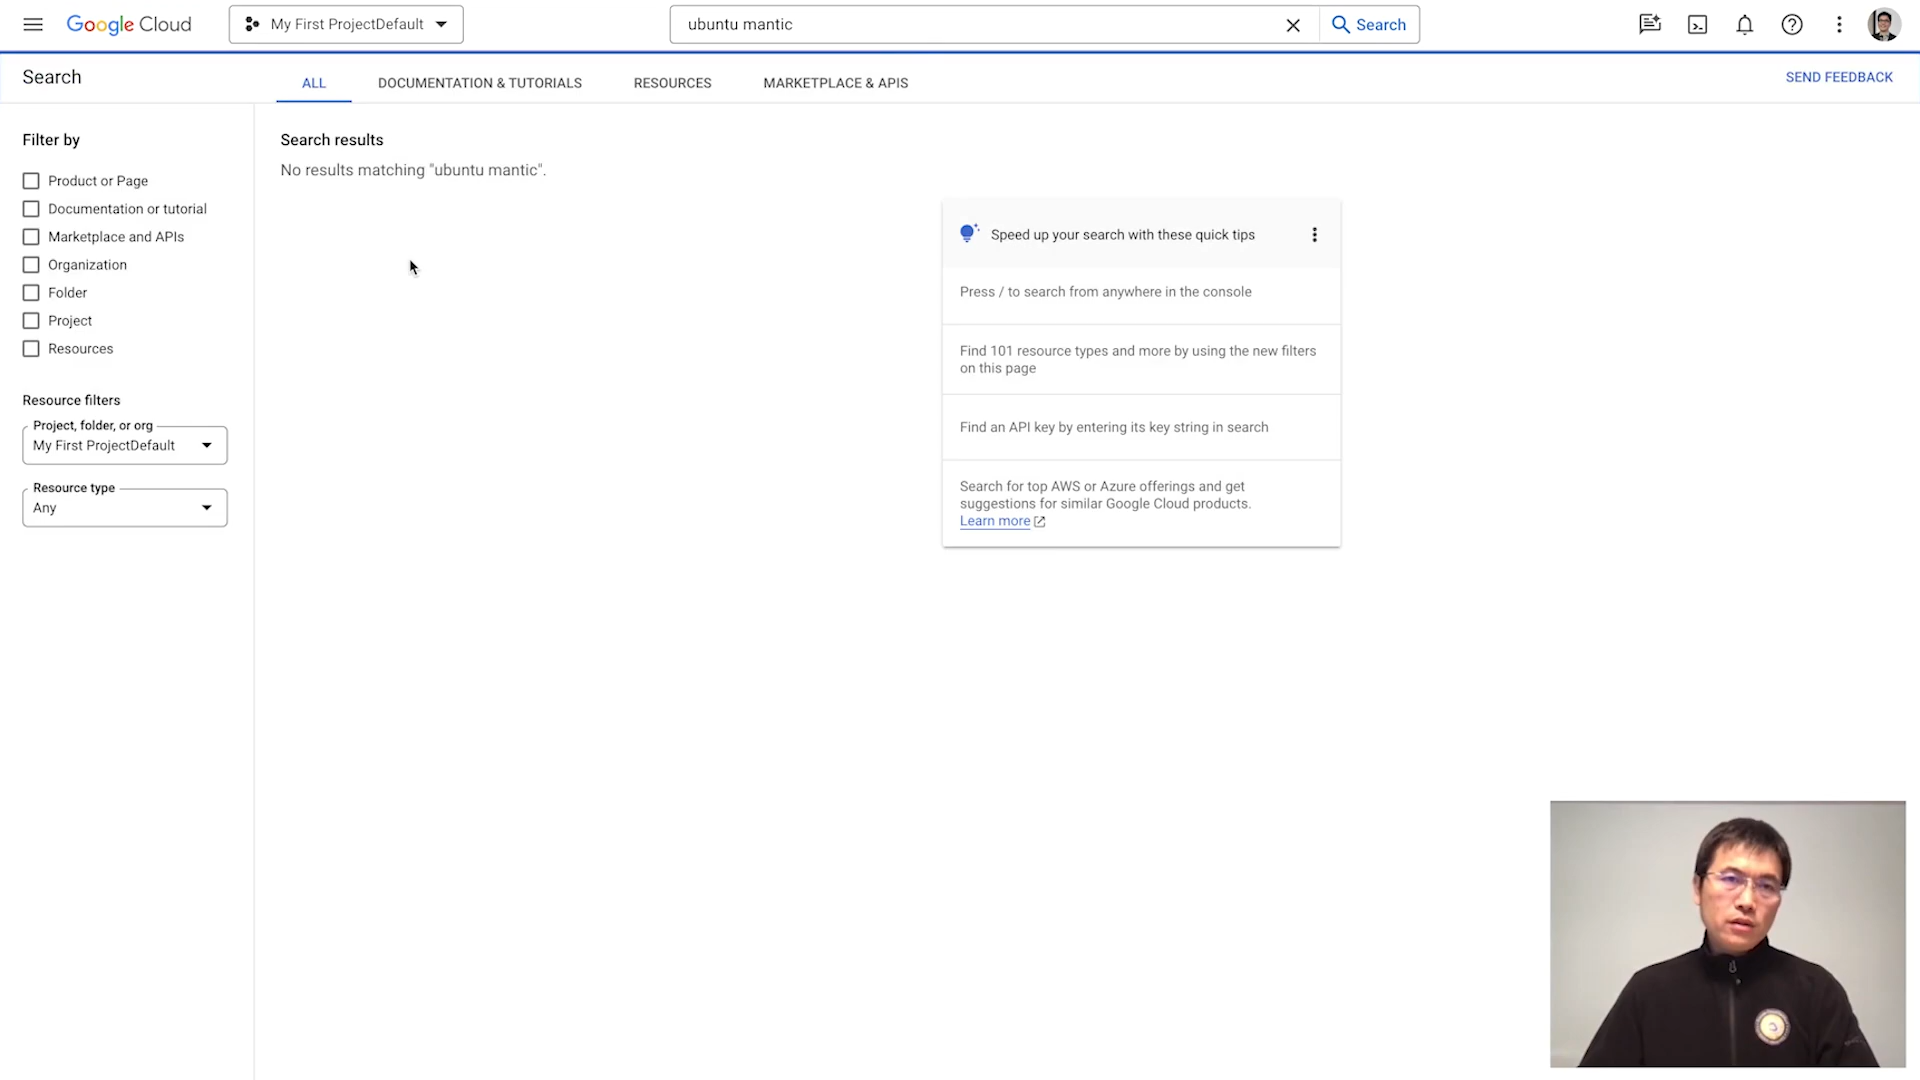 Google Cloud
My First ProjectDefault
ubuntu mantic
Search
Search
ALL
DOCUMENTATION & TUTORIALS
RESOURCES
MARKETPLACE & APIS
SEND FEEDBACK
Filter by
Product or Page
Documentation or tutorial
Marketplace and APIs
Organization
Folder
Project
Resources
Resource filters
Project, folder, or org
My First ProjectDefault
Resource type
Any
Search results
No results matching "ubuntu mantic".
Speed up your search with these quick tips
Press / to search from anywhere in the console
Find 101 resource types and more by using the new filters
on this page
Find an API key by entering its key string in search
Search for top AWS or Azure offerings and get
suggestions for similar Google Cloud products.
Learn more